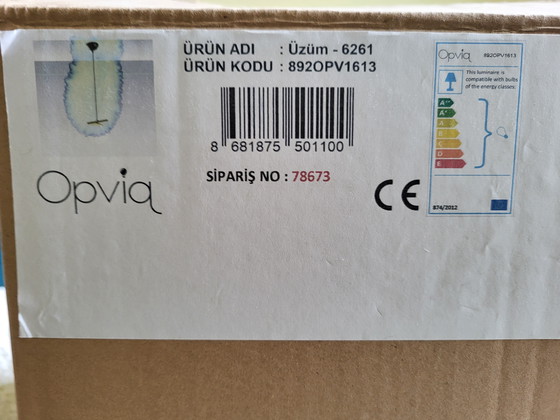 ÜRÜN ADI : Üzüm - 6261
ÜRÜN KODU : 892OPV1613
8 681875 501100
SİPARİŞ NO : 78673
Opviq
CE
Opviq 892OPV1613
This luminaire is
compatible with bulbs
of the energy classes:
A++
A+
A
B
C
D
E
874/2012